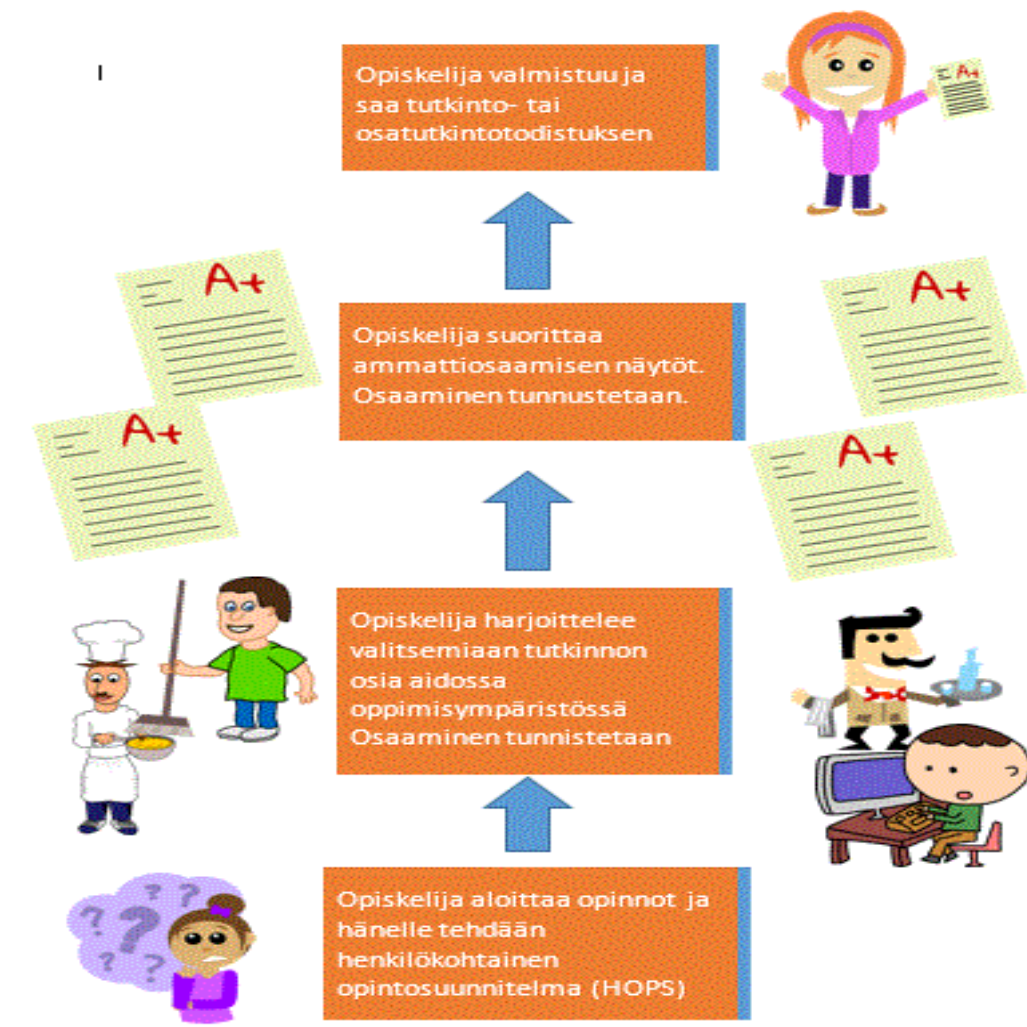 I
Opiskelija valmistuu ja
saa tutkinto- tai
osatutkintotodistuksen
A+
A+
A+
Opiskelija suorittaa
ammattiosaamisen näytöt.
Osaaminen tunnustetaan.
A+
A+
Opiskelija harjoittelee
valitsemiaan tutkinnon
osia aidossa
oppimisympäristössä
Osaaminen tunnistetaan
? ? ? ? ? ?
Opiskelija aloittaa opinnot ja
hänelle tehdään
henkilökohtainen
opintosuunnitelma (HOPS)